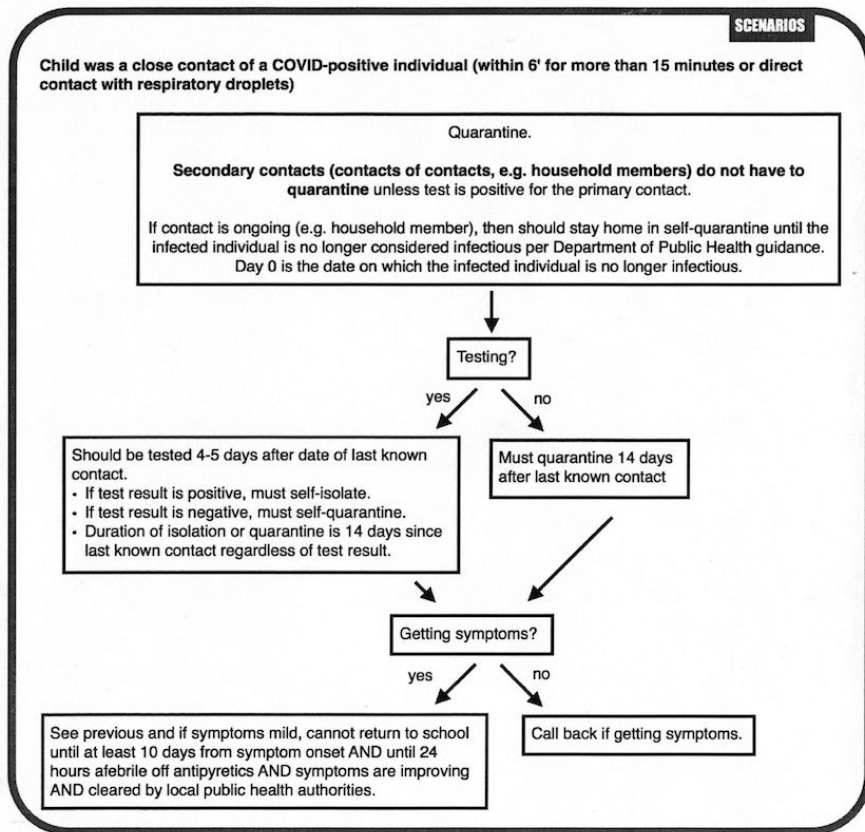 SCENARIOS
Child was a close contact of a COVID-positive individual (within 6' for more than 15 minutes or direct
contact with respiratory droplets)
Quarantine.
Secondary contacts (contacts of contacts, e.g. household members) do not have to
quarantine unless test is positive for the primary contact.
If contact is ongoing (e.g. household member), then should stay home in self-quarantine until the
infected individual is no longer considered infectious per Department of Public Health guidance.
Day 0 is the date on which the infected individual is no longer infectious.
Testing?
yes
no
Should be tested 4-5 days after date of last known
contact.
• If test result is positive, must self-isolate.
• If test result is negative, must self-quarantine.
• Duration of isolation or quarantine is 14 days since
last known contact regardless of test result.
Must quarantine 14 days
after last known contact
Getting symptoms?
yes
no
See previous and if symptoms mild, cannot return to school
until at least 10 days from symptom onset AND until 24
hours afebrile off antipyretics AND symptoms are improving
AND cleared by local public health authorities.
Call back if getting symptoms.